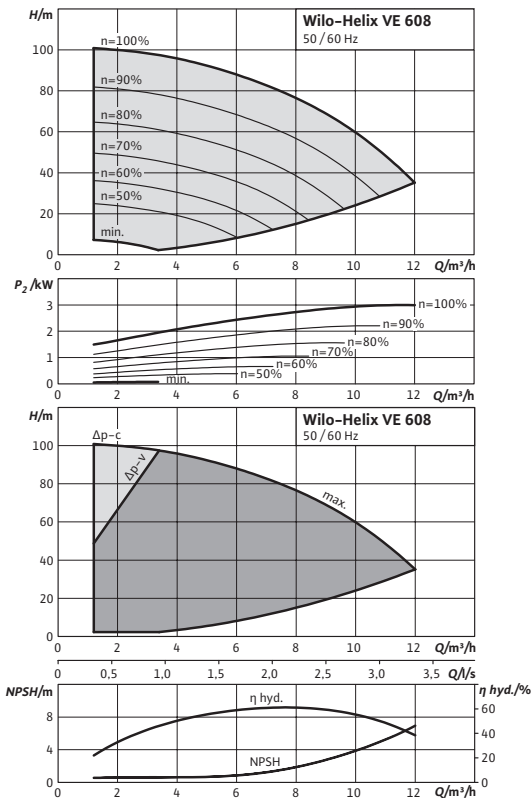 H/m
Wilo-Helix VE 608
50 / 60 Hz
n=100%
100
n=90%
80
n=80%
60
n=70%
40
n=60%
n=50%
20
min.
0
0 2 4 6 8 10 12 Q/m³/h
P₂/kW
3
n=100%
n=90%
2
n=80%
n=70%
1
n=60%
n=50%
min.
0
0 2 4 6 8 10 12 Q/m³/h
H/m
Wilo-Helix VE 608
50 / 60 Hz
Δp-c
100
Δp-v
max.
80
60
40
20
0
0 2 4 6 8 10 12 Q/m³/h
0 0,5 1,0 1,5 2,0 2,5 3,0 3,5 Q/l/s
NPSH/m
η hyd./%
η hyd.
8
60
40
4
NPSH
20
0
0
0 2 4 6 8 10 12 Q/m³/h